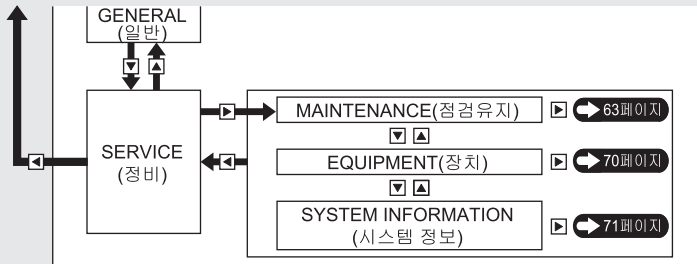 GENERAL
(일반)
SERVICE
(정비)
MAINTENANCE(점검유지)
63페이지
EQUIPMENT(장치)
70페이지
SYSTEM INFORMATION
(시스템 정보)
71페이지